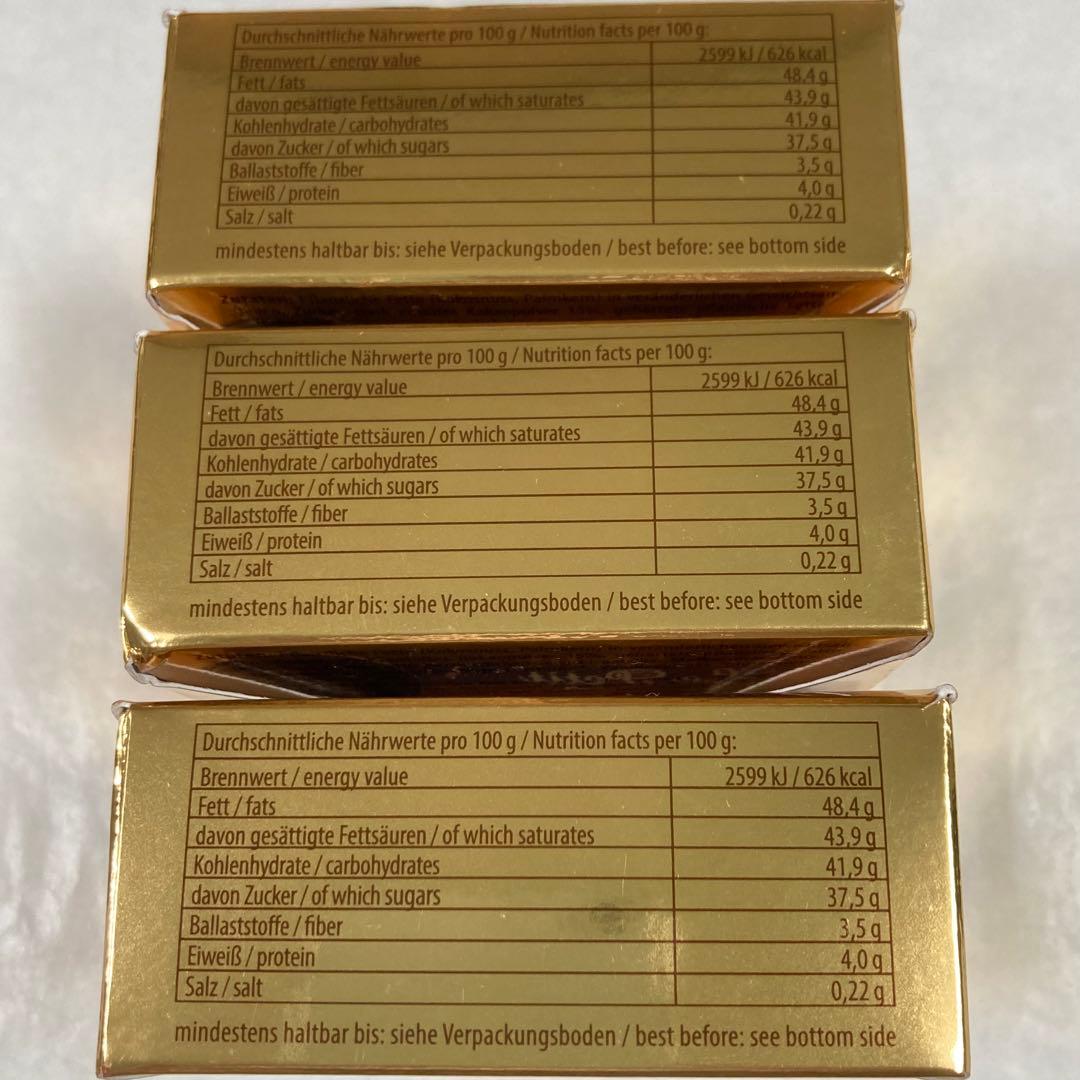 Durchschnittliche Nährwerte pro 100 g / Nutrition facts per 100 g:
Brennwert / energy value 2599 kJ / 626 kcal
Fett / fats 48,4 g
davon gesättigte Fettsäuren / of which saturates 43,9 g
Kohlenhydrate / carbohydrates 41,9 g
davon Zucker / of which sugars 37,5 g
Ballaststoffe / fiber 3,5 g
Eiweiß / protein 4,0 g
Salz / salt 0,22 g
mindestens haltbar bis: siehe Verpackungsboden / best before: see bottom side
Durchschnittliche Nährwerte pro 100 g / Nutrition facts per 100 g:
Brennwert / energy value 2599 kJ / 626 kcal
Fett / fats 48,4 g
davon gesättigte Fettsäuren / of which saturates 43,9 g
Kohlenhydrate / carbohydrates 41,9 g
davon Zucker / of which sugars 37,5 g
Ballaststoffe / fiber 3,5 g
Eiweiß / protein 4,0 g
Salz / salt 0,22 g
mindestens haltbar bis: siehe Verpackungsboden / best before: see bottom side
Durchschnittliche Nährwerte pro 100 g / Nutrition facts per 100 g:
Brennwert / energy value 2599 kJ / 626 kcal
Fett / fats 48,4 g
davon gesättigte Fettsäuren / of which saturates 43,9 g
Kohlenhydrate / carbohydrates 41,9 g
davon Zucker / of which sugars 37,5 g
Ballaststoffe / fiber 3,5 g
Eiweiß / protein 4,0 g
Salz / salt 0,22 g
mindestens haltbar bis: siehe Verpackungsboden / best before: see bottom side